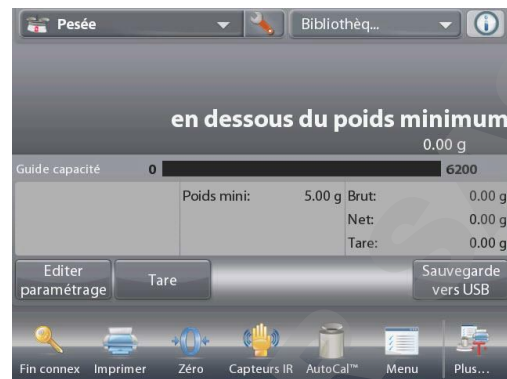 Pesée
Bibliothèq...
en dessous du poids minimum
0.00 g
Guide capacité 0 6200
Poids mini: 5.00 g Brut: 0.00 g
Net: 0.00 g
Tare: 0.00 g
Editer
paramétrage
Tare
Sauvegarde
vers USB
Fin connex Imprimer Zéro Capteurs IR AutoCal™ Menu Plus...